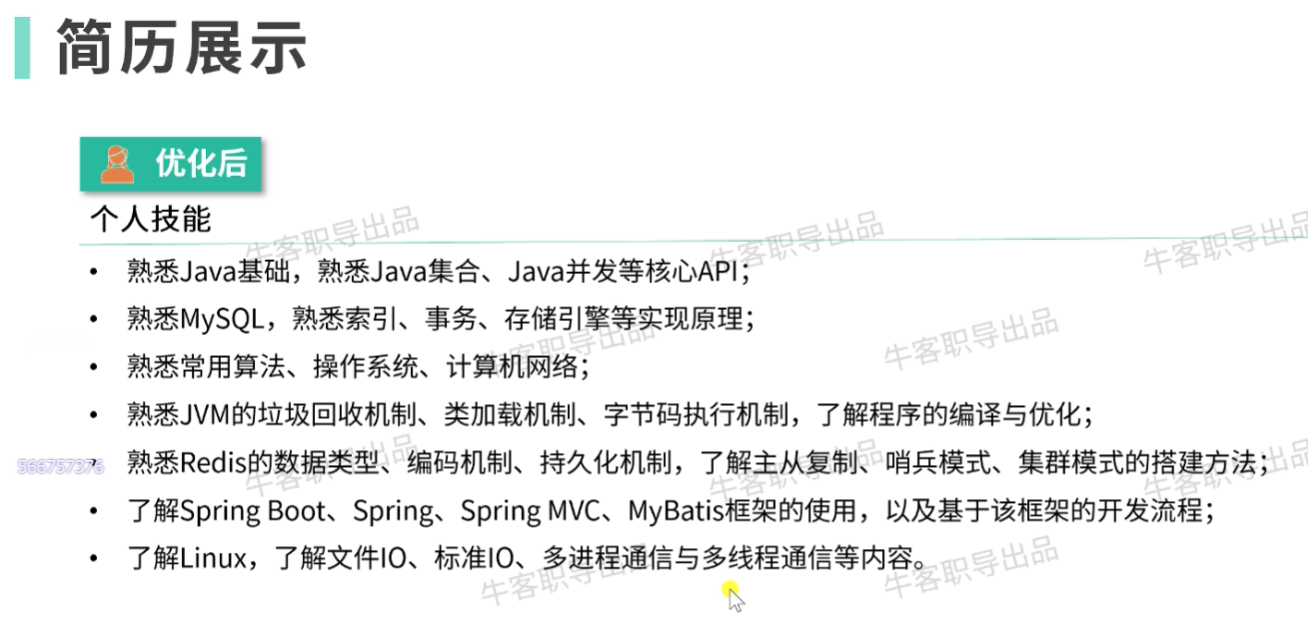 简历展示
优化后
个人技能
• 熟悉Java基础，熟悉Java集合、Java并发等核心API；
• 熟悉MySQL，熟悉索引、事务、存储引擎等实现原理；
• 熟悉常用算法、操作系统、计算机网络；
• 熟悉JVM的垃圾回收机制、类加载机制、字节码执行机制，了解程序的编译与优化；
566757376
• 熟悉Redis的数据类型、编码机制、持久化机制，了解主从复制、哨兵模式、集群模式的搭建方法；
• 了解Spring Boot、Spring、Spring MVC、MyBatis框架的使用，以及基于该框架的开发流程；
• 了解Linux，了解文件IO、标准IO、多进程通信与多线程通信等内容。
牛客职导出品
牛客职导出品
牛客职导出品
牛客职导出品
牛客职导出品
牛客职导出品
牛客职导出品
牛客职导出品
牛客职导出品
牛客职导出品